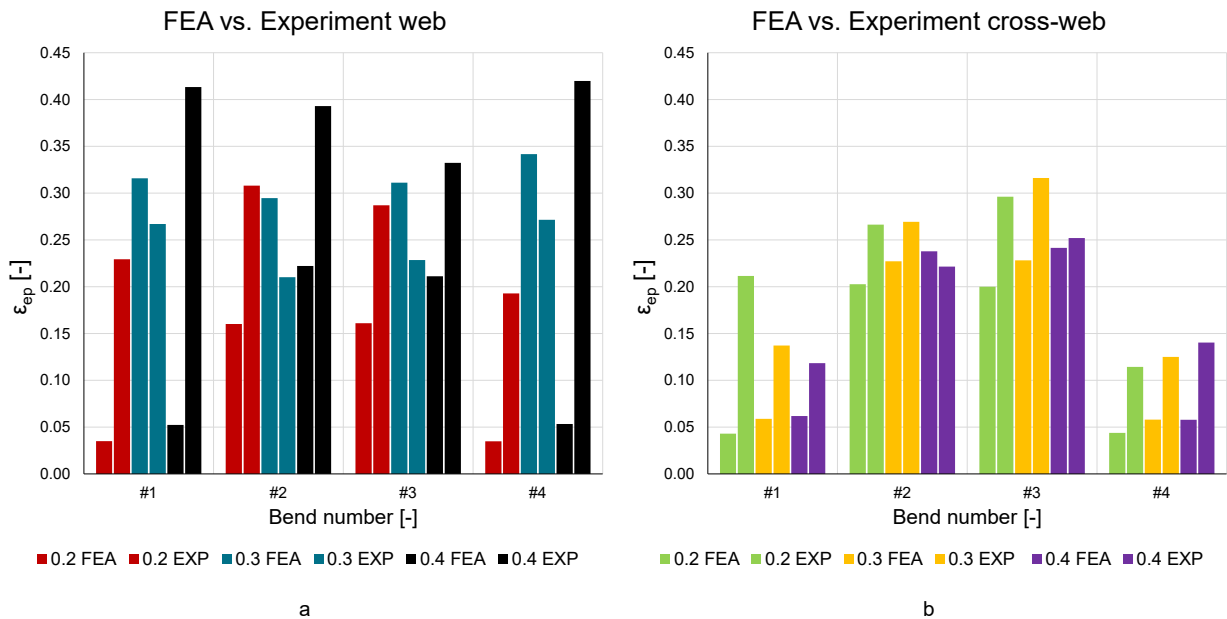 FEA vs. Experiment web
0.45
0.40
0.35
0.30
0.25
0.20
0.15
0.10
0.05
0.00
εep [-]
#1 #2 #3 #4
Bend number [-]
0.2 FEA 0.2 EXP 0.3 FEA 0.3 EXP 0.4 FEA 0.4 EXP
a
FEA vs. Experiment cross-web
0.45
0.40
0.35
0.30
0.25
0.20
0.15
0.10
0.05
0.00
εep [-]
#1 #2 #3 #4
Bend number [-]
0.2 FEA 0.2 EXP 0.3 FEA 0.3 EXP 0.4 FEA 0.4 EXP
b